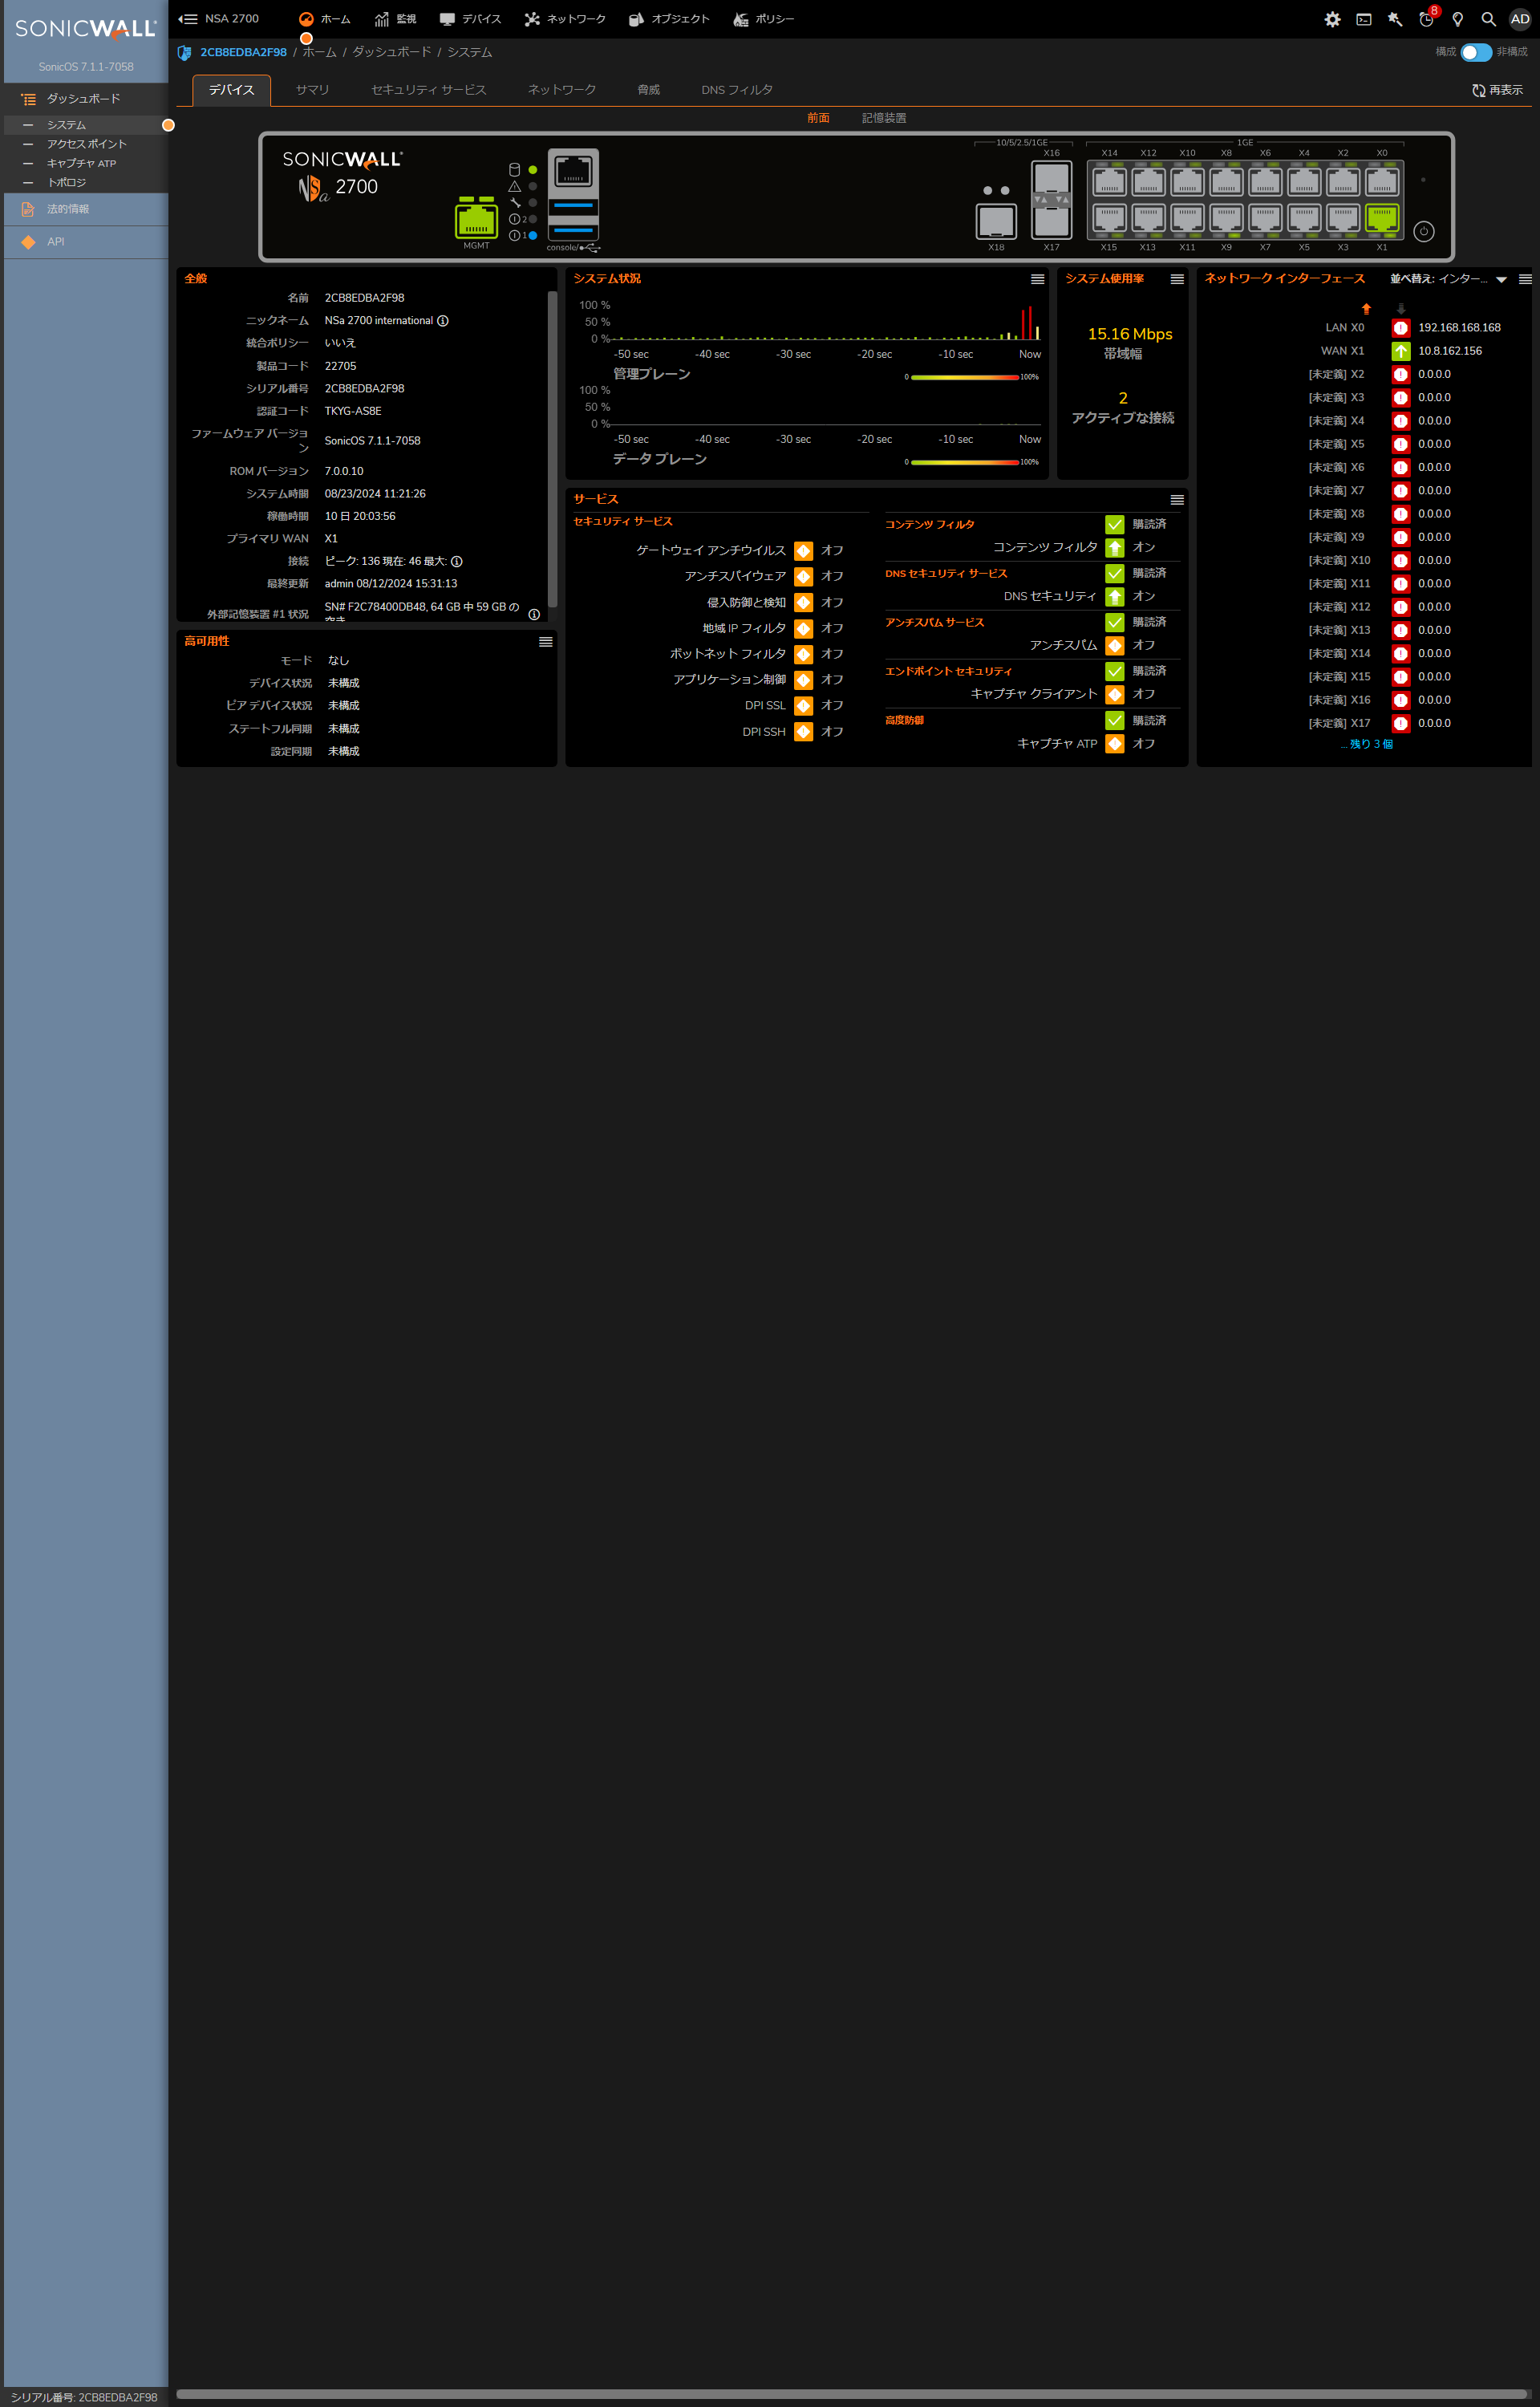 SONICWALL
SonicOS 7.1.1-7058
ダッシュボード
システム
アクセス ポイント
キャプチャ ATP
トポロジ
法的情報
API
シリアル番号: 2CB8EDBA2F98
NSA 2700
ホーム
監視
デバイス
ネットワーク
オブジェクト
ポリシー
8
AD
2CB8EDBA2F98 / ホーム / ダッシュボード / システム
構成
非構成
デバイス
サマリ
セキュリティ サービス
ネットワーク
脅威
DNS フィルタ
再表示
前面
記憶装置
SONICWALL
NSa 2700
MGMT
2
1
console/
10/5/2.5/1GE
1GE
X16
X14
X12
X10
X8
X6
X4
X2
X0
X18
X17
X15
X13
X11
X9
X7
X5
X3
X1
全般
名前 2CB8EDBA2F98
ニックネーム NSa 2700 international
統合ポリシー いいえ
製品コード 22705
シリアル番号 2CB8EDBA2F98
認証コード TKYG-AS8E
ファームウェア バージョン SonicOS 7.1.1-7058
ROM バージョン 7.0.0.10
システム時間 08/23/2024 11:21:26
稼働時間 10 日 20:03:56
プライマリ WAN X1
接続 ピーク: 136 現在: 46 最大:
最終更新 admin 08/12/2024 15:31:13
外部記憶装置 #1 状況 SN# F2C78400DB48, 64 GB 中 59 GB の
空き
高可用性
モード なし
デバイス状況 未構成
ピア デバイス状況 未構成
ステートフル同期 未構成
設定同期 未構成
システム状況
100 %
50 %
0 %
-50 sec -40 sec -30 sec -20 sec -10 sec Now
管理プレーン
0 100%
100 %
50 %
0 %
-50 sec -40 sec -30 sec -20 sec -10 sec Now
データ プレーン
0 100%
システム使用率
15.16 Mbps
帯域幅
2
アクティブな接続
サービス
セキュリティ サービス
ゲートウェイ アンチウイルス オフ
アンチスパイウェア オフ
侵入防御と検知 オフ
地域 IP フィルタ オフ
ボットネット フィルタ オフ
アプリケーション制御 オフ
DPI SSL オフ
DPI SSH オフ
コンテンツ フィルタ 購読済
コンテンツ フィルタ オン
DNS セキュリティ サービス 購読済
DNS セキュリティ オン
アンチスパム サービス 購読済
アンチスパム オフ
エンドポイント セキュリティ 購読済
キャプチャ クライアント オフ
高度防御 購読済
キャプチャ ATP オフ
ネットワーク インターフェース
並べ替え: インター...
LAN X0 192.168.168.168
WAN X1 10.8.162.156
[未定義] X2 0.0.0.0
[未定義] X3 0.0.0.0
[未定義] X4 0.0.0.0
[未定義] X5 0.0.0.0
[未定義] X6 0.0.0.0
[未定義] X7 0.0.0.0
[未定義] X8 0.0.0.0
[未定義] X9 0.0.0.0
[未定義] X10 0.0.0.0
[未定義] X11 0.0.0.0
[未定義] X12 0.0.0.0
[未定義] X13 0.0.0.0
[未定義] X14 0.0.0.0
[未定義] X15 0.0.0.0
[未定義] X16 0.0.0.0
[未定義] X17 0.0.0.0
... 残り 3 個